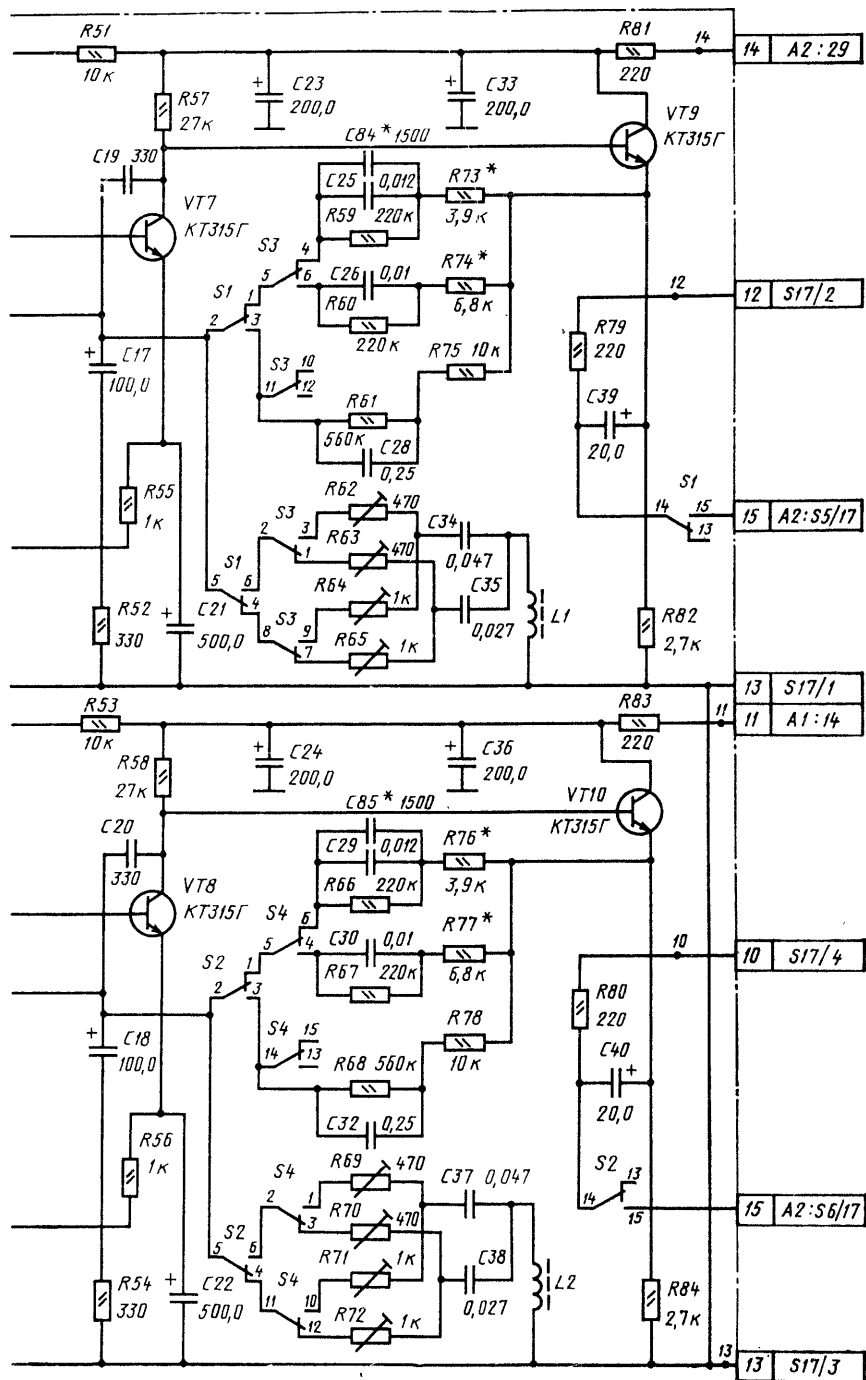 R51
10к
R57
27к
C23
200,0
C33
200,0
R81
220
14
14 A2:29
C19 330
VT7
КТ315Г
C84* 1500
C25 0,012
R59 220к
R73*
3,9к
VT9
КТ315Г
S3
4
5
6
C26 0,01
R60
220к
R74*
6,8к
S1
1
2
3
12
12 S17/2
R79
220
R75 10к
S3
10
11
12
C17
100,0
R61
560к
C28
0,25
C39
20,0
S1
15
14
13
15 A2:S5/17
R55
1к
R62
470
S3
3
2
1
R63
470
C34
0,047
S1
6
5
4
R64
1к
C35
0,027
L1
R52
330
C21
500,0
S3
9
8
7
R65
1к
R82
2,7к
13 S17/1
R53
10к
R83
220
11
11 A1:14
R58
27к
C24
200,0
C36
200,0
C20
330
VT8
КТ315Г
C85* 1500
C29 0,012
R66 220к
R76*
3,9к
VT10
КТ315Г
S4
6
5
4
C30 0,01
R67 220к
R77*
6,8к
S2
1
2
3
10
10 S17/4
R80
220
R78
10к
S4
15
14
13
C18
100,0
R68 560к
C32 0,25
C40
20,0
S2
13
14
15
15 A2:S6/17
R56
1к
R69
470
S4
1
2
3
R70
470
C37 0,047
S2
6
5
4
R71
1к
C38
0,027
L2
R54
330
C22
500,0
S4
10
11
12
R72
1к
R84
2,7к
13
13 S17/3